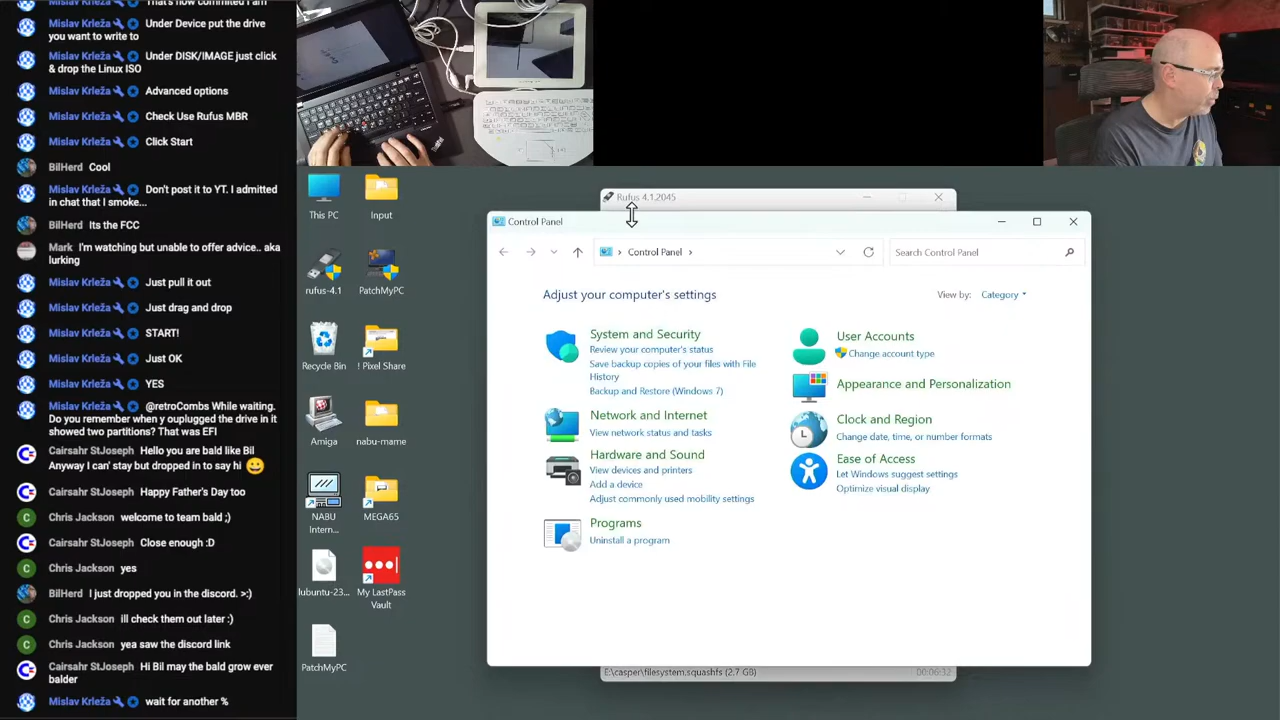 That's now commited I am
Mislav Krleža Under Device put the drive
you want to write to
Mislav Krleža Under DISK/IMAGE just click
& drop the Linux ISO
Mislav Krleža Advanced options
Mislav Krleža Check Use Rufus MBR
Mislav Krleža Click Start
BilHerd Cool
Mislav Krleža Don't post it to YT. I admitted
in chat that I smoke...
BilHerd Its the FCC
Mark I'm watching but unable to offer advice.. aka
lurking
Mislav Krleža Just pull it out
Mislav Krleža Just drag and drop
Mislav Krleža START!
Mislav Krleža Just OK
Mislav Krleža YES
Mislav Krleža @retroCombs While waiting.
Do you remember when y ouplugged the drive in it
showed two partitions? That was EFI
Cairsahr StJoseph Hello you are bald like Bil
Anyway I can' stay but dropped in to say hi
Cairsahr StJoseph Happy Father's Day too
Chris Jackson welcome to team bald ;)
Cairsahr StJoseph Close enough :D
Chris Jackson yes
BilHerd I just dropped you in the discord. >:)
Chris Jackson ill check them out later :)
Chris Jackson yea saw the discord link
Cairsahr StJoseph Hi Bil may the bald grow ever
balder
Mislav Krleža wait for another %
This PC
Input
rufus-4.1
PatchMyPC
Recycle Bin
! Pixel Share
Amiga
nabu-mame
NABU
Intern...
MEGA65
lubuntu-23...
My LastPass
Vault
PatchMyPC
Rufus 4.1.2045
Control Panel
Control Panel
Search Control Panel
Adjust your computer's settings
View by: Category
System and Security
Review your computer's status
Save backup copies of your files with File
History
Backup and Restore (Windows 7)
Network and Internet
View network status and tasks
Hardware and Sound
View devices and printers
Add a device
Adjust commonly used mobility settings
Programs
Uninstall a program
User Accounts
Change account type
Appearance and Personalization
Clock and Region
Change date, time, or number formats
Ease of Access
Let Windows suggest settings
Optimize visual display
E:\casper\filesystem.squashfs (2.7 GB)
00:06:32